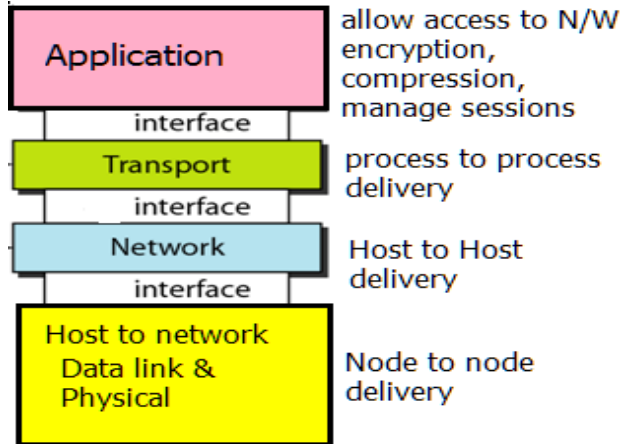 Application
allow access to N/W
encryption,
compression,
manage sessions
interface
Transport
process to process
delivery
interface
Network
Host to Host
delivery
interface
Host to network
Data link &
Physical
Node to node
delivery